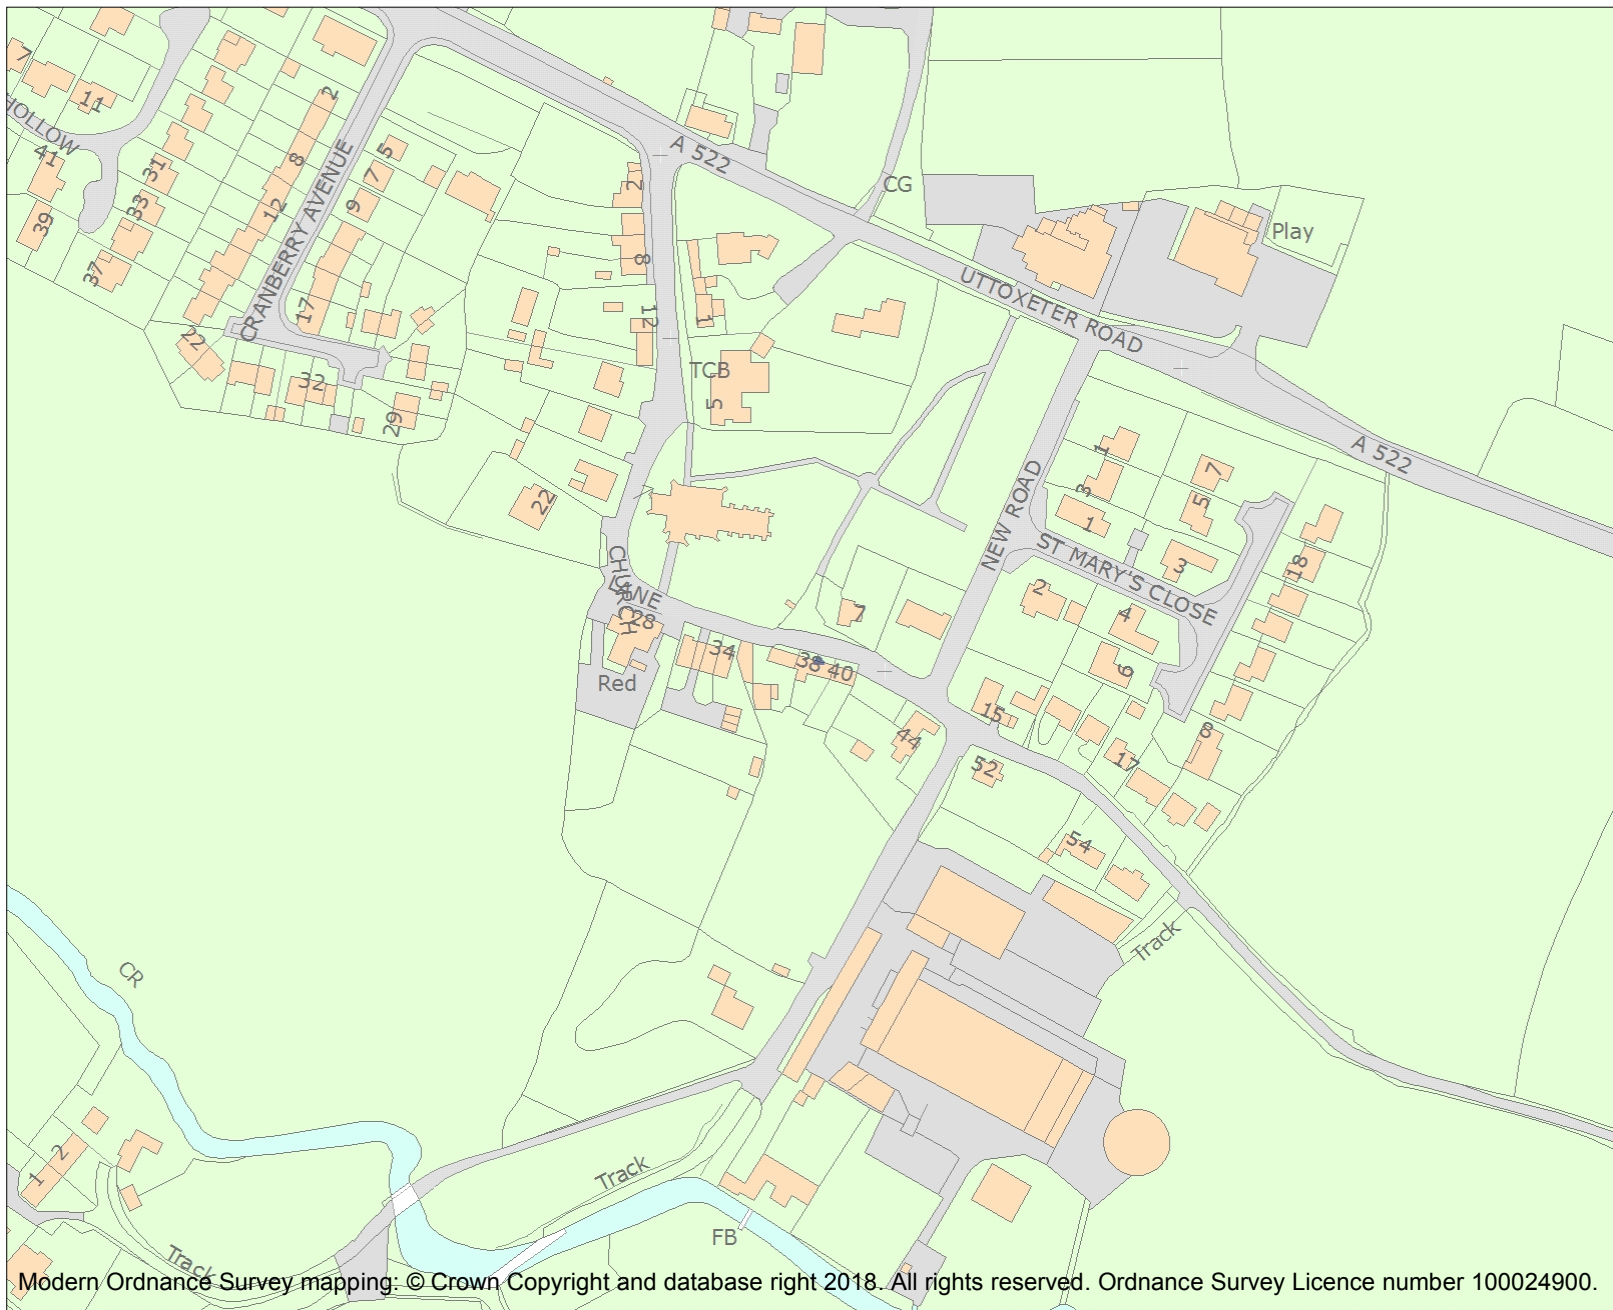 7
11
HOLLOW
41
39
31
33
37
2
8
12
CRANBERRY AVENUE
5
7
9
17
22
32
29
2
8
12
1
TCB
5
22
A 522
CG
UTTOXETER ROAD
Play
A 522
NEW ROAD
1
3
1
7
5
3
ST MARY'S CLOSE
18
2
4
6
8
CHURCH
LANE
28
34
38 40
7
Red
44
15
52
17
54
Track
CR
1
2
Track
Track
FB
Modern Ordnance Survey mapping: © Crown Copyright and database right 2018. All rights reserved. Ordnance Survey Licence number 100024900.